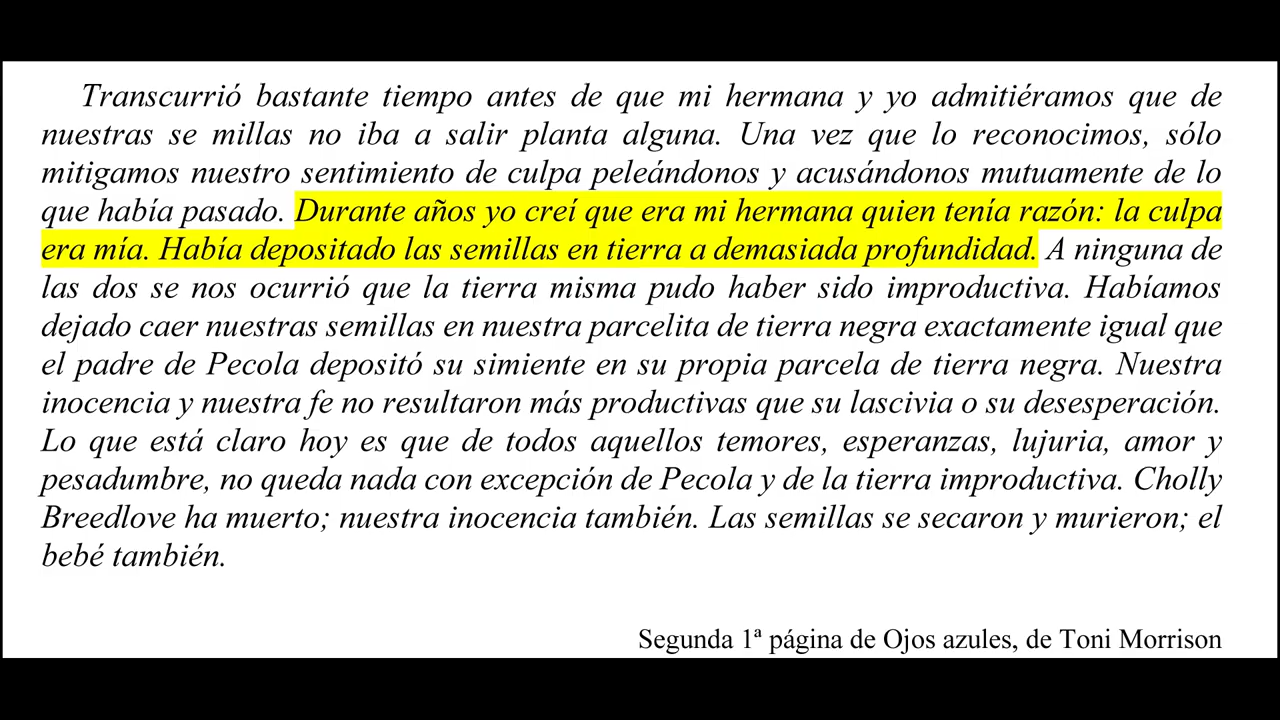 Transcurrió bastante tiempo antes de que mi hermana y yo admitiéramos que de
nuestras se millas no iba a salir planta alguna. Una vez que lo reconocimos, sólo
mitigamos nuestro sentimiento de culpa peleándonos y acusándonos mutuamente de lo
que había pasado. Durante años yo creí que era mi hermana quien tenía razón: la culpa
era mía. Había depositado las semillas en tierra a demasiada profundidad. A ninguna de
las dos se nos ocurrió que la tierra misma pudo haber sido improductiva. Habíamos
dejado caer nuestras semillas en nuestra parcelita de tierra negra exactamente igual que
el padre de Pecola depositó su simiente en su propia parcela de tierra negra. Nuestra
inocencia y nuestra fe no resultaron más productivas que su lascivia o su desesperación.
Lo que está claro hoy es que de todos aquellos temores, esperanzas, lujuria, amor y
pesadumbre, no queda nada con excepción de Pecola y de la tierra improductiva. Cholly
Breedlove ha muerto; nuestra inocencia también. Las semillas se secaron y murieron; el
bebé también.
Segunda 1ª página de Ojos azules, de Toni Morrison